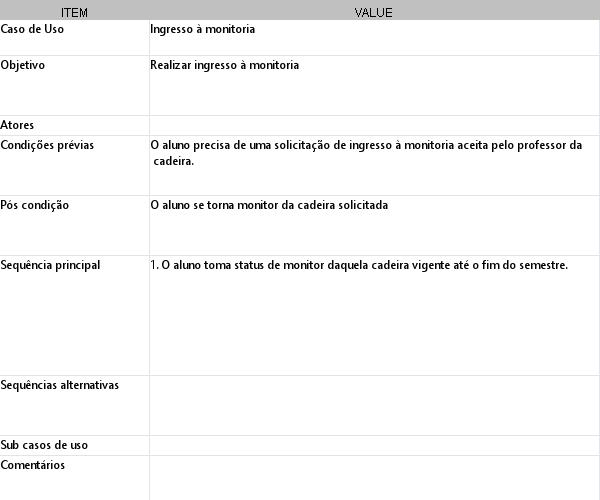 ITEM VALUE
Caso de Uso Ingresso à monitoria
Objetivo Realizar ingresso à monitoria
Atores
Condições prévias O aluno precisa de uma solicitação de ingresso à monitoria aceita pelo professor da
cadeira.
Pós condição O aluno se torna monitor da cadeira solicitada
Sequência principal 1. O aluno toma status de monitor daquela cadeira vigente até o fim do semestre.
Sequências alternativas
Sub casos de uso
Comentários